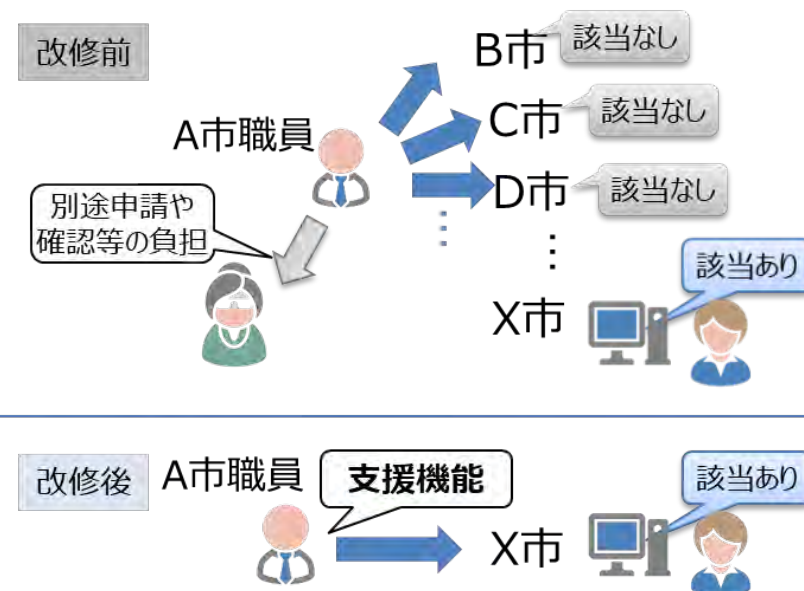 改修前
B市
該当なし
C市
該当なし
A市職員
D市
該当なし
別途申請や
確認等の負担
該当あり
X市
改修後
A市職員
支援機能
該当あり
X市